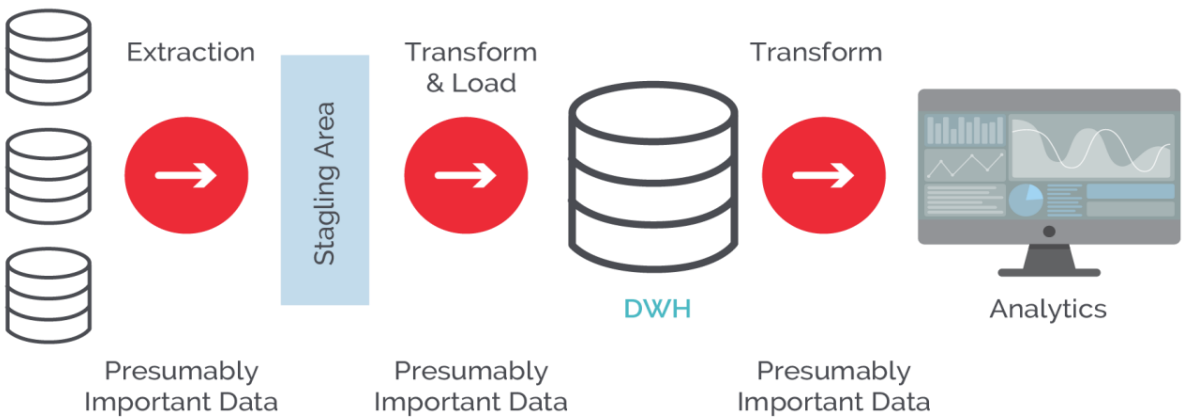 Extraction
Transform
& Load
Transform
Stagling Area
DWH
Analytics
Presumably
Important Data
Presumably
Important Data
Presumably
Important Data